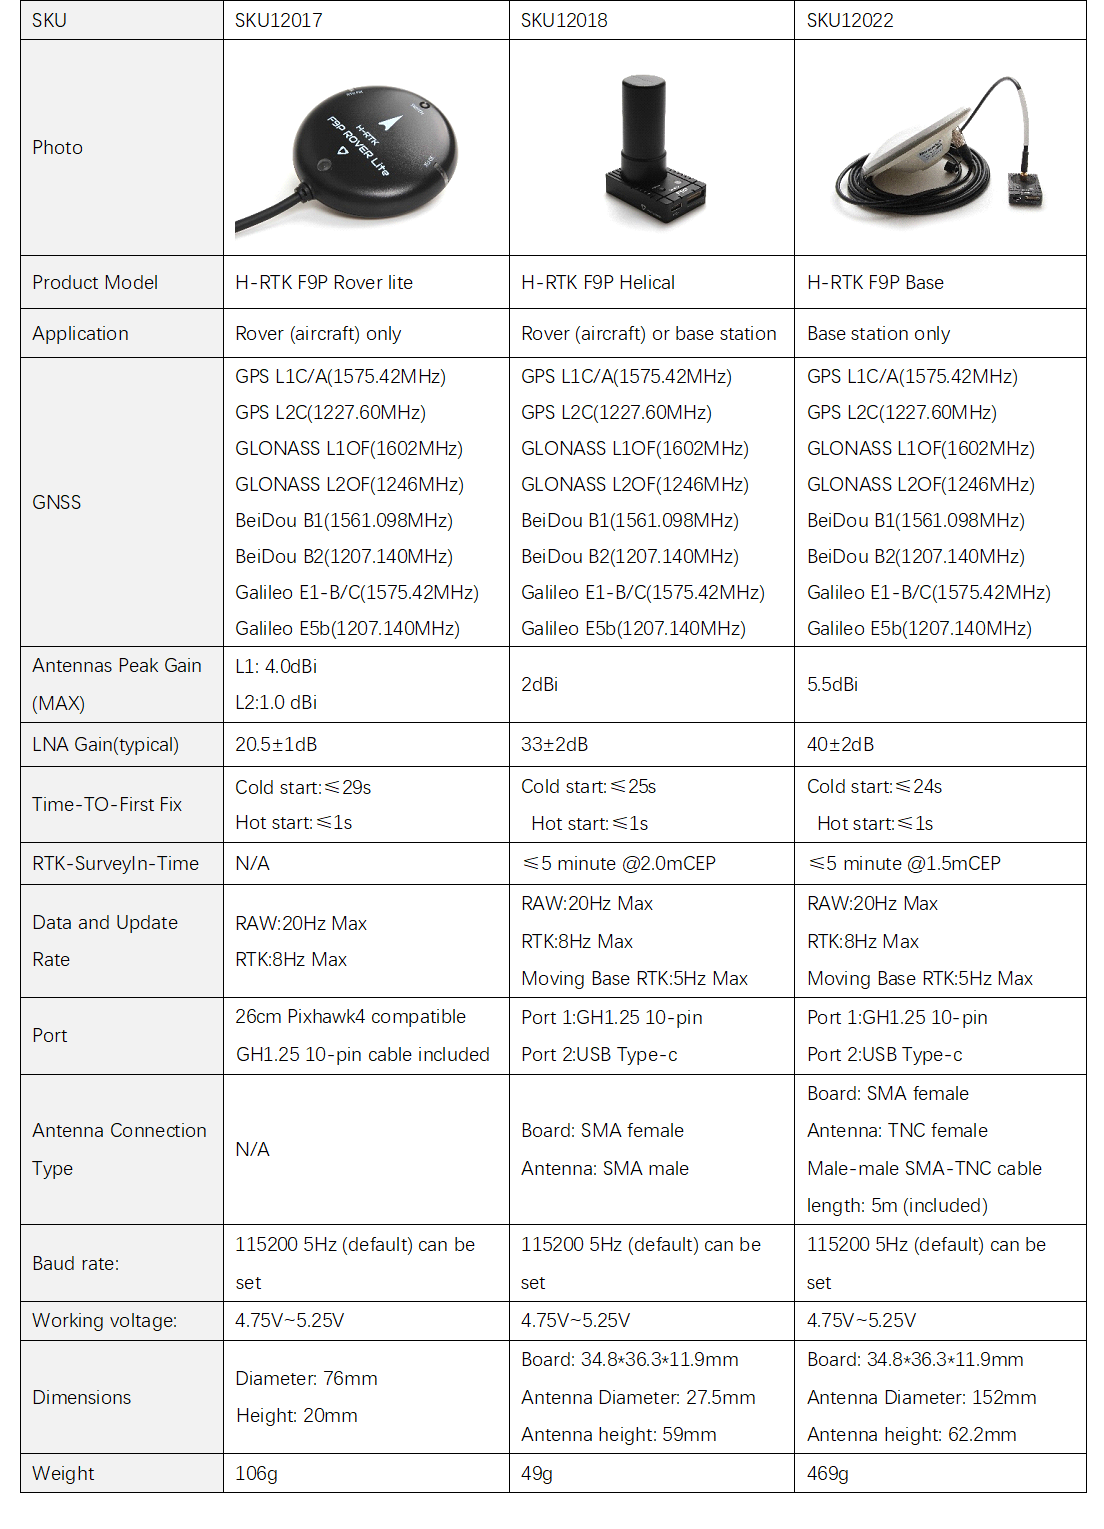 SKU SKU12017 SKU12018 SKU12022
Photo
H-RTK
F9P ROVER Lite
Product Model H-RTK F9P Rover lite H-RTK F9P Helical H-RTK F9P Base
Application Rover (aircraft) only Rover (aircraft) or base station Base station only
GNSS
GPS L1C/A(1575.42MHz) GPS L1C/A(1575.42MHz) GPS L1C/A(1575.42MHz)
GPS L2C(1227.60MHz) GPS L2C(1227.60MHz) GPS L2C(1227.60MHz)
GLONASS L1OF(1602MHz) GLONASS L1OF(1602MHz) GLONASS L1OF(1602MHz)
GLONASS L2OF(1246MHz) GLONASS L2OF(1246MHz) GLONASS L2OF(1246MHz)
BeiDou B1(1561.098MHz) BeiDou B1(1561.098MHz) BeiDou B1(1561.098MHz)
BeiDou B2(1207.140MHz) BeiDou B2(1207.140MHz) BeiDou B2(1207.140MHz)
Galileo E1-B/C(1575.42MHz) Galileo E1-B/C(1575.42MHz) Galileo E1-B/C(1575.42MHz)
Galileo E5b(1207.140MHz) Galileo E5b(1207.140MHz) Galileo E5b(1207.140MHz)
Antennas Peak Gain
(MAX)
L1: 4.0dBi
L2:1.0 dBi
2dBi
5.5dBi
LNA Gain(typical) 20.5±1dB 33±2dB 40±2dB
Time-TO-First Fix
Cold start:≤29s
Hot start:≤1s
Cold start:≤25s
Hot start:≤1s
Cold start:≤24s
Hot start:≤1s
RTK-SurveyIn-Time N/A ≤5 minute @2.0mCEP ≤5 minute @1.5mCEP
Data and Update
Rate
RAW:20Hz Max
RTK:8Hz Max
RAW:20Hz Max
RTK:8Hz Max
Moving Base RTK:5Hz Max
RAW:20Hz Max
RTK:8Hz Max
Moving Base RTK:5Hz Max
Port
26cm Pixhawk4 compatible
GH1.25 10-pin cable included
Port 1:GH1.25 10-pin
Port 2:USB Type-c
Port 1:GH1.25 10-pin
Port 2:USB Type-c
Antenna Connection
Type
N/A
Board: SMA female
Antenna: SMA male
Board: SMA female
Antenna: TNC female
Male-male SMA-TNC cable
length: 5m (included)
Baud rate:
115200 5Hz (default) can be
set
115200 5Hz (default) can be
set
115200 5Hz (default) can be
set
Working voltage: 4.75V~5.25V 4.75V~5.25V 4.75V~5.25V
Dimensions
Diameter: 76mm
Height: 20mm
Board: 34.8*36.3*11.9mm
Antenna Diameter: 27.5mm
Antenna height: 59mm
Board: 34.8*36.3*11.9mm
Antenna Diameter: 152mm
Antenna height: 62.2mm
Weight 106g 49g 469g